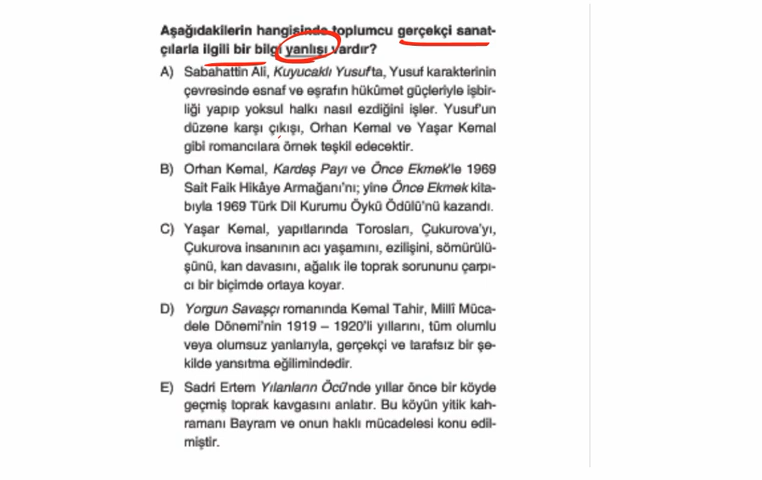 Aşağıdakilerin hangisinde toplumcu gerçekçi sanat-
çılarla ilgili bir bilgi yanlışı vardır?
A) Sabahattin Ali, Kuyucaklı Yusuf'ta, Yusuf karakterinin
çevresinde esnaf ve eşrafın hükûmet güçleriyle işbir-
liği yapıp yoksul halkı nasıl ezdiğini işler. Yusuf'un
düzene karşı çıkışı, Orhan Kemal ve Yaşar Kemal
gibi romancılara örnek teşkil edecektir.
B) Orhan Kemal, Kardeş Payı ve Önce Ekmek'le 1969
Sait Faik Hikâye Armağanı'nı; yine Önce Ekmek kita-
bıyla 1969 Türk Dil Kurumu Öykü Ödülü'nü kazandı.
C) Yaşar Kemal, yapıtlarında Torosları, Çukurova'yı,
Çukurova insanının acı yaşamını, ezilişini, sömürülü-
şünü, kan davasını, ağalık ile toprak sorununu çarpı-
cı bir biçimde ortaya koyar.
D) Yorgun Savaşçı romanında Kemal Tahir, Millî Müca-
dele Dönemi'nin 1919 – 1920'li yıllarını, tüm olumlu
veya olumsuz yanlarıyla, gerçekçi ve tarafsız bir şe-
kilde yansıtma eğilimindedir.
E) Sadri Ertem Yılanların Öcü'nde yıllar önce bir köyde
geçmiş toprak kavgasını anlatır. Bu köyün yitik kah-
ramanı Bayram ve onun haklı mücadelesi konu edil-
miştir.